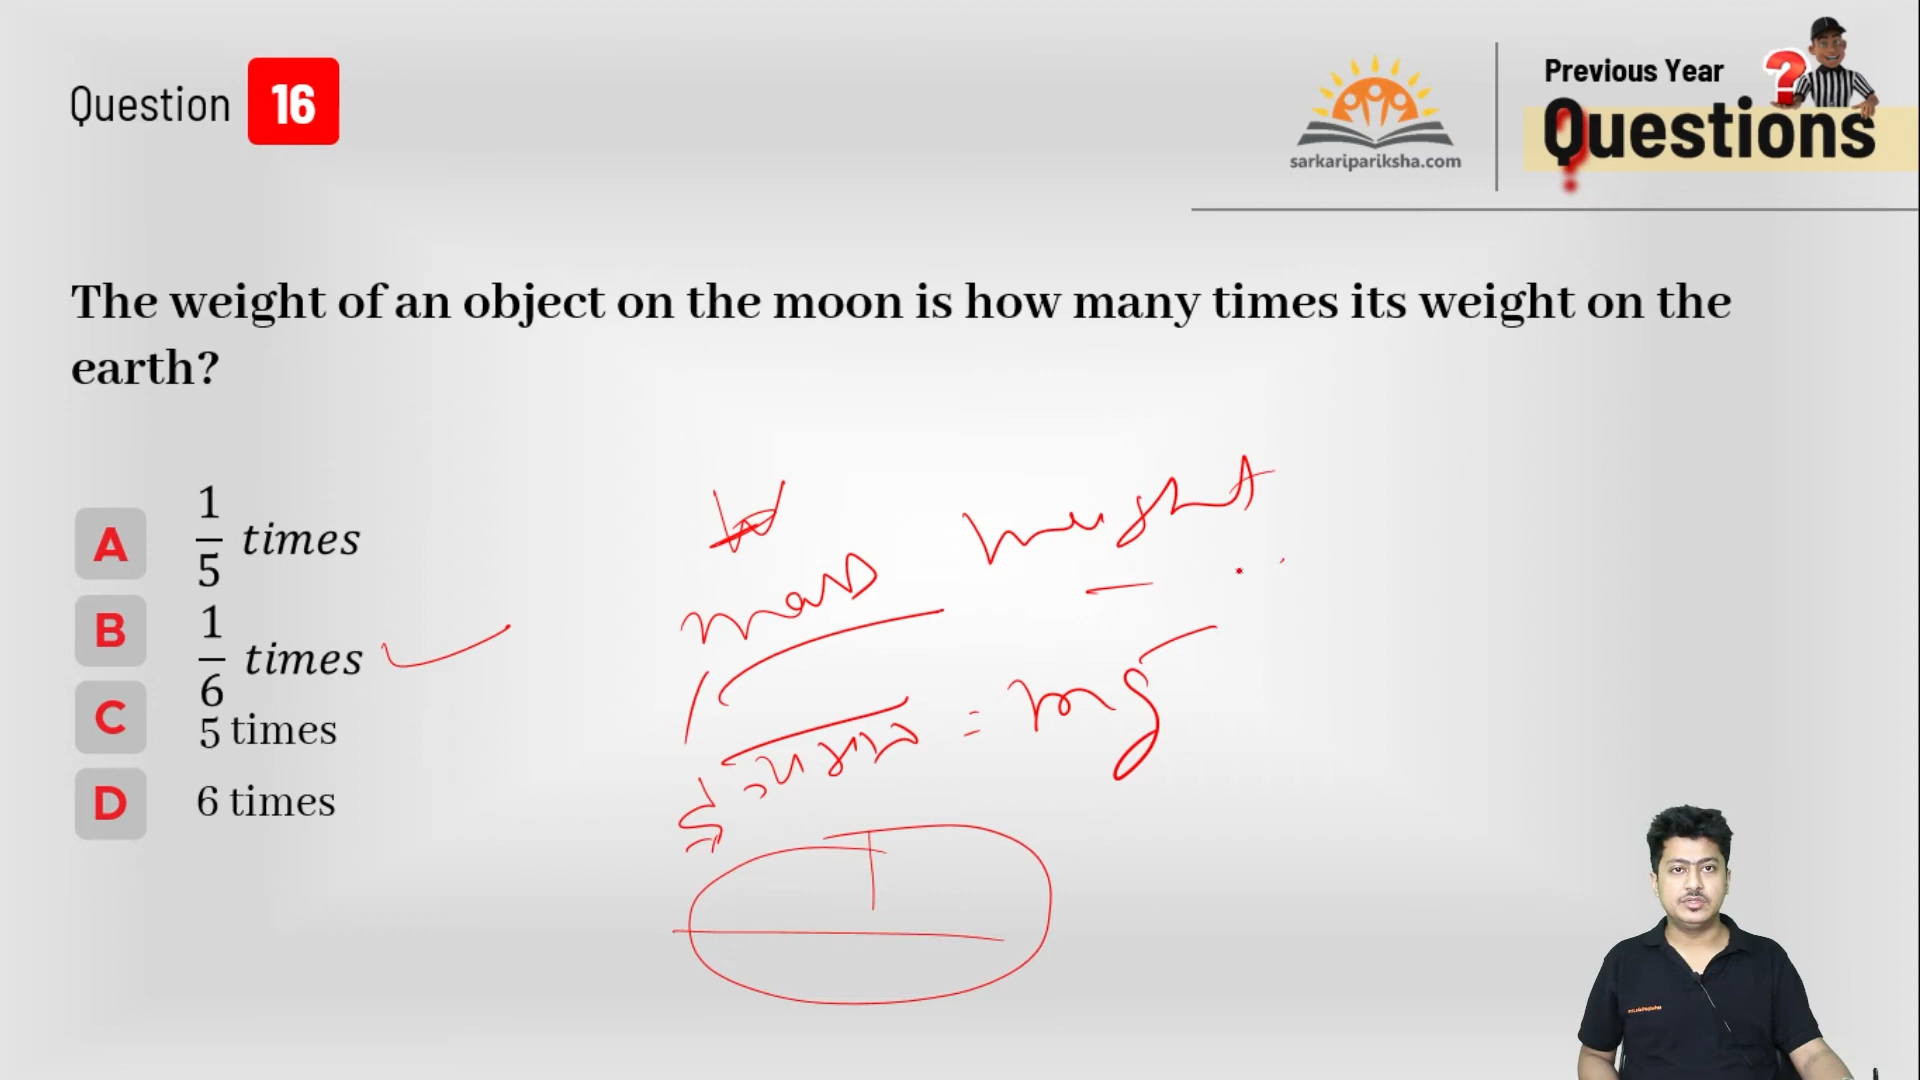 Question 16
sarkaripariksha.com
Previous Year
Questions
The weight of an object on the moon is how many times its weight on the
earth?
A 1/5 times
B 1/6 times
C 5 times
D 6 times
W
mass weight
= mg